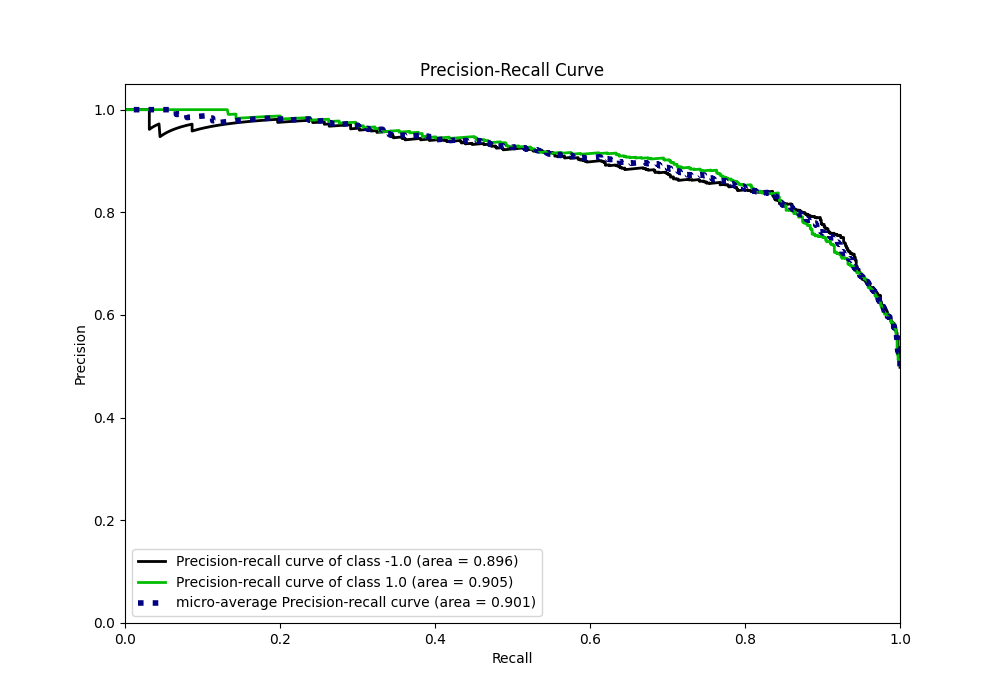 Precision-Recall Curve
1.0
0.8
0.6
0.4
0.2
0.0
Precision
Precision-recall curve of class -1.0 (area = 0.896)
Precision-recall curve of class 1.0 (area = 0.905)
micro-average Precision-recall curve (area = 0.901)
0.0 0.2 0.4 0.6 0.8 1.0
Recall